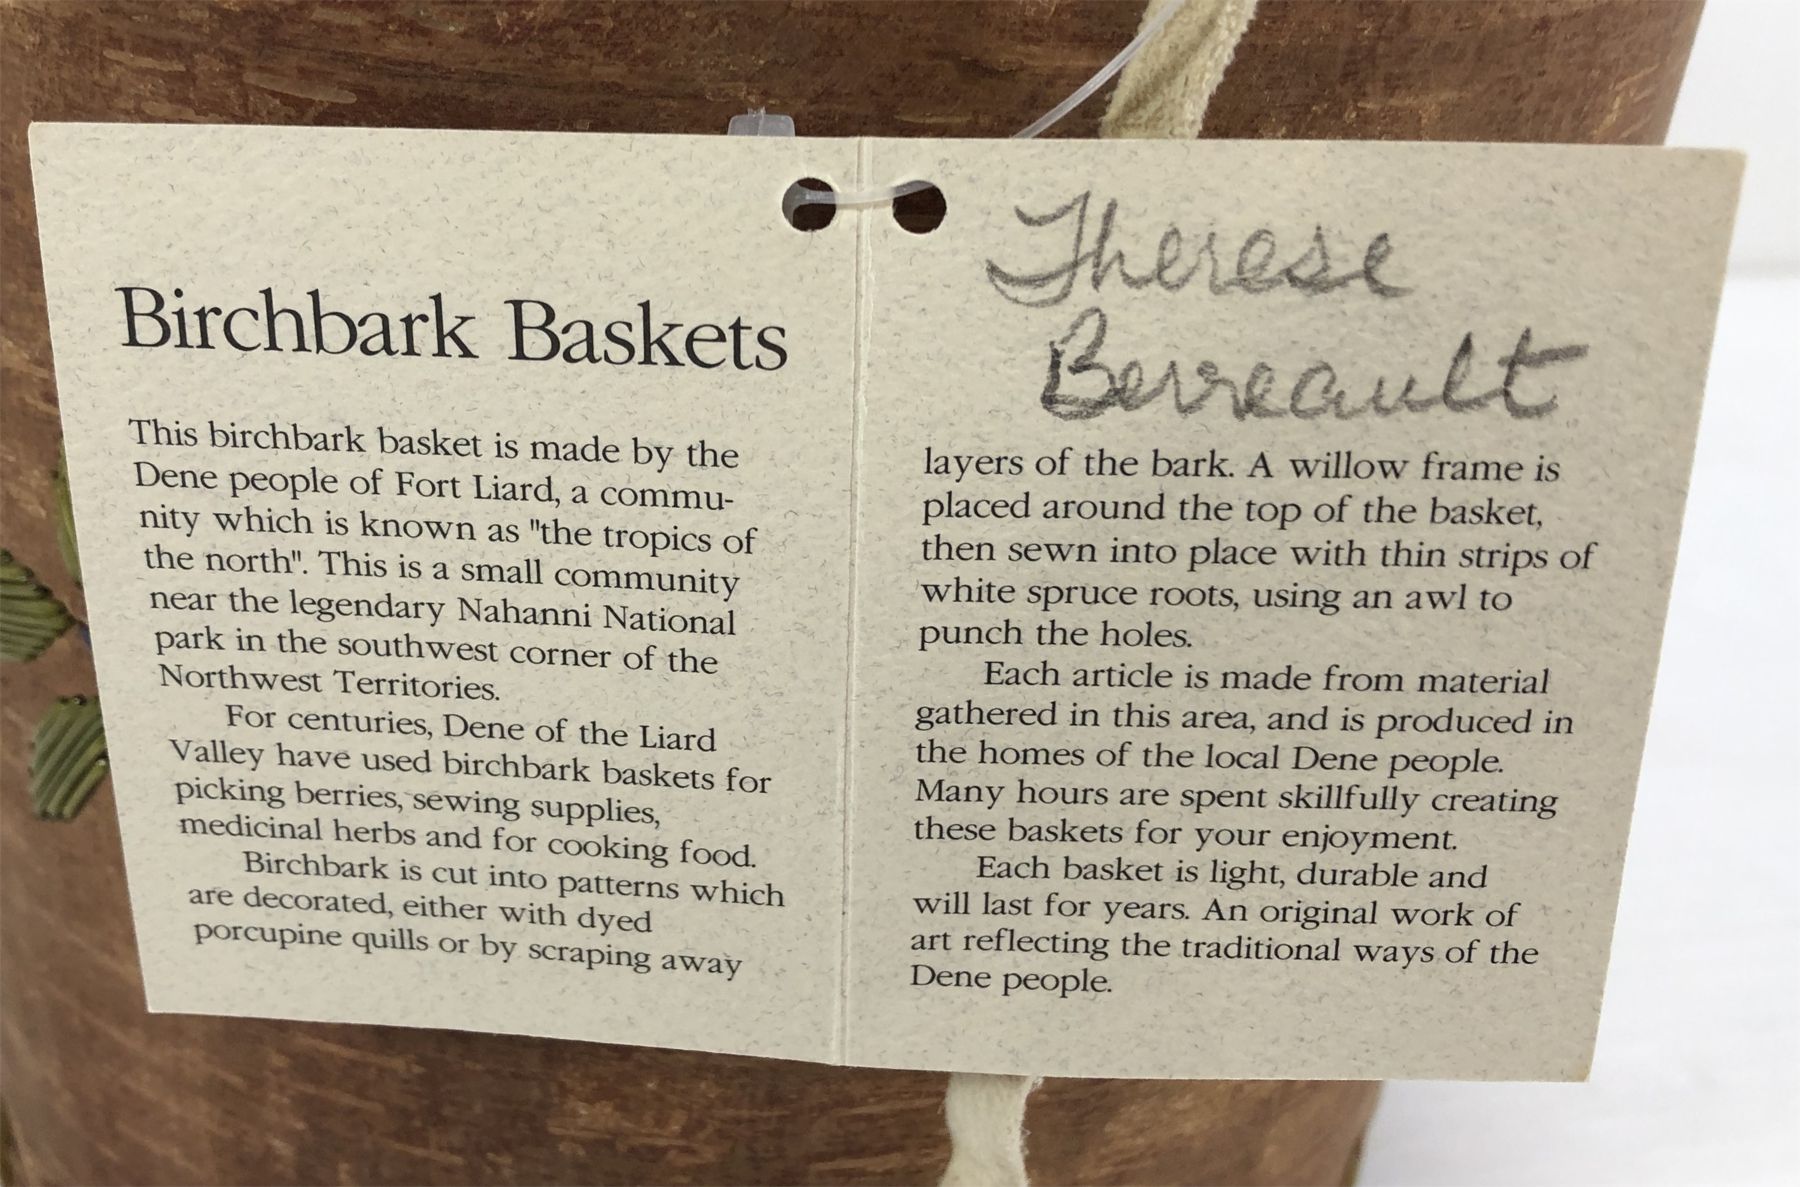 Birchbark Baskets
This birchbark basket is made by the
Dene people of Fort Liard, a commu-
nity which is known as "the tropics of
the north". This is a small community
near the legendary Nahanni National
park in the southwest corner of the
Northwest Territories.
For centuries, Dene of the Liard
Valley have used birchbark baskets for
picking berries, sewing supplies,
medicinal herbs and for cooking food.
Birchbark is cut into patterns which
are decorated, either with dyed
porcupine quills or by scraping away
Therese
Berreault
layers of the bark. A willow frame is
placed around the top of the basket,
then sewn into place with thin strips of
white spruce roots, using an awl to
punch the holes.
Each article is made from material
gathered in this area, and is produced in
the homes of the local Dene people.
Many hours are spent skillfully creating
these baskets for your enjoyment.
Each basket is light, durable and
will last for years. An original work of
art reflecting the traditional ways of the
Dene people.